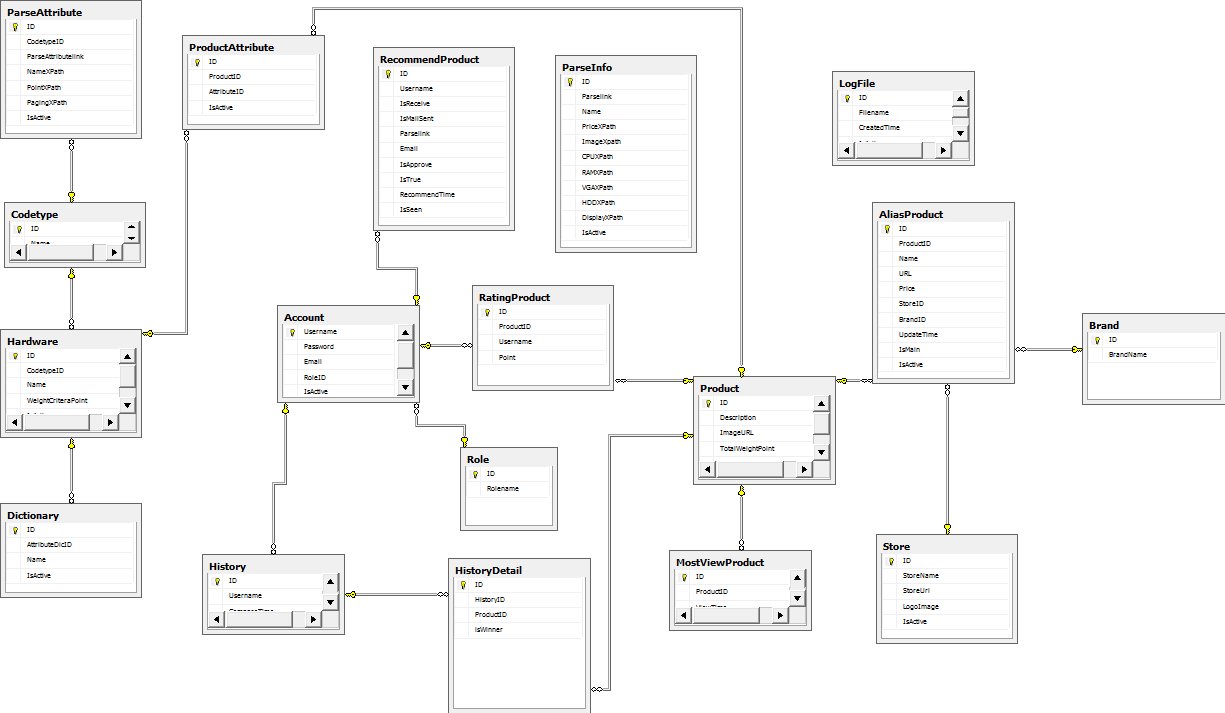 ParseAttribute
ID
CodetypeID
ParseAttributelink
NameXPath
PointXPath
PagingXPath
IsActive
ProductAttribute
ID
ProductID
AttributeID
IsActive
RecommendProduct
ID
Username
IsReceive
IsMailSent
Parselink
Email
IsApprove
IsTrue
RecommendTime
IsSeen
ParseInfo
ID
Parselink
Name
PriceXPath
ImageXpath
CPUXPath
RAMXPath
VGAXPath
HDDXPath
DisplayXPath
IsActive
LogFile
ID
Filename
CreatedTime
Codetype
ID
Name
AliasProduct
ID
ProductID
Name
URL
Price
StoreID
BrandID
UpdateTime
IsMain
IsActive
Hardware
ID
CodetypeID
Name
WeightCriteraPoint
Account
Username
Password
Email
RoleID
IsActive
RatingProduct
ID
ProductID
Username
Point
Brand
ID
BrandName
Product
ID
Description
ImageURL
TotalWeightPoint
Role
ID
Rolename
Dictionary
ID
AttributeDicID
Name
IsActive
History
ID
Username
HistoryDetail
ID
HistoryID
ProductID
isWinner
MostViewProduct
ID
ProductID
Store
ID
StoreName
StoreUrl
LogoImage
IsActive